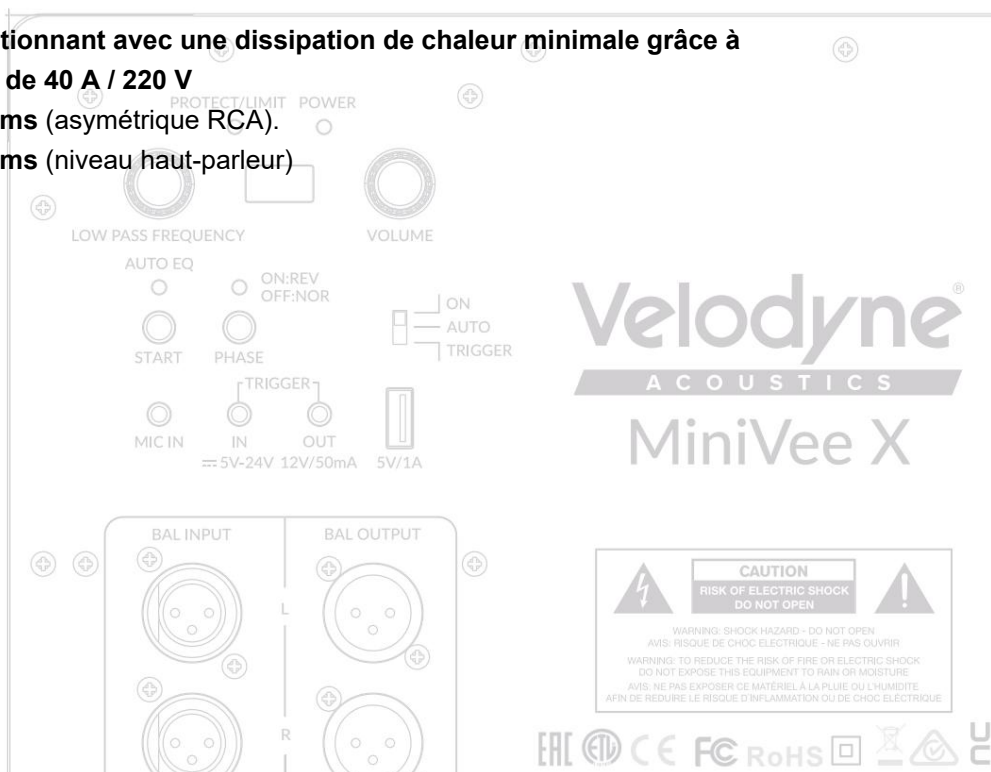 tionnant avec une dissipation de chaleur minimale grâce à
de 40 A / 220 V
ms (asymétrique RCA).
ms (niveau haut-parleur)
PROTECT/LIMIT POWER
LOW PASS FREQUENCY
VOLUME
AUTO EQ
ON:REV
OFF:NOR
START
PHASE
ON
AUTO
TRIGGER
TRIGGER
MIC IN
IN
OUT
5V-24V 12V/50mA
5V/1A
Velodyne®
ACOUSTICS
MiniVee X
BAL INPUT
BAL OUTPUT
L
R
CAUTION
RISK OF ELECTRIC SHOCK
DO NOT OPEN
WARNING: SHOCK HAZARD - DO NOT OPEN
AVIS: RISQUE DE CHOC ELECTRIQUE - NE PAS OUVRIR
WARNING: TO REDUCE THE RISK OF FIRE OR ELECTRIC SHOCK
DO NOT EXPOSE THIS EQUIPMENT TO RAIN OR MOISTURE
AVIS: NE PAS EXPOSER CE MATÉRIEL À LA PLUIE OU L'HUMIDITE
AFIN DE REDUIRE LE RISQUE D'INFLAMMATION OU DE CHOC ELÉCTRIQUE
EAC ETL CE FC RoHS